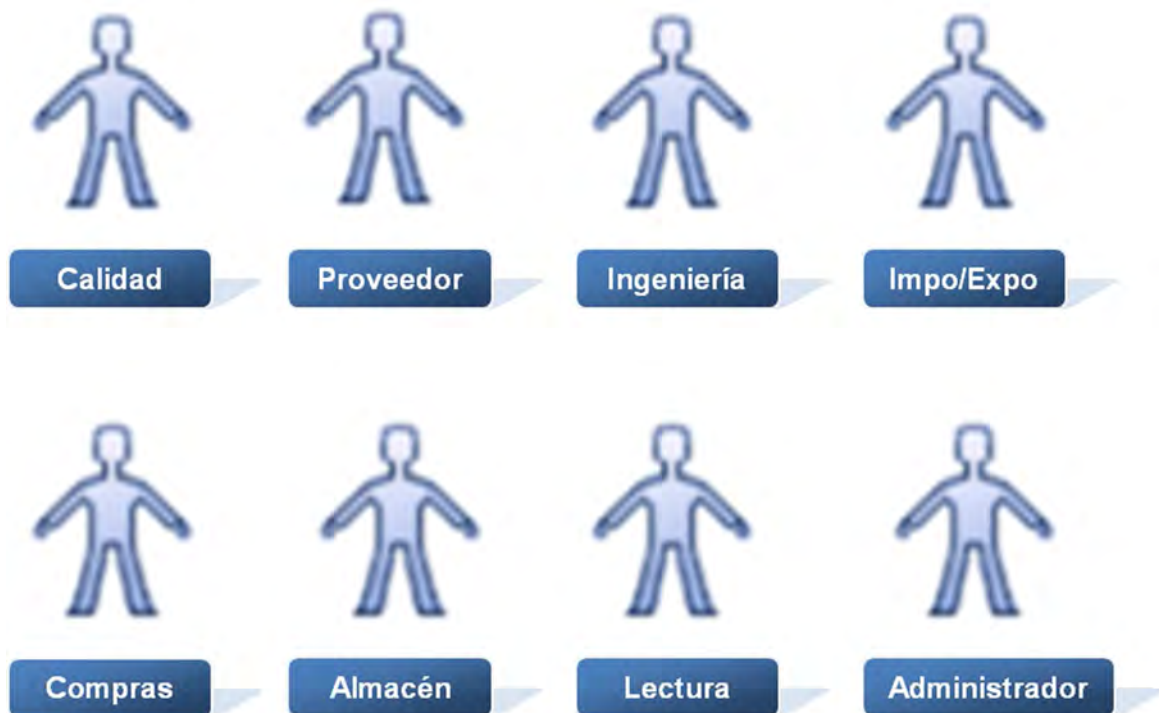 Calidad
Proveedor
Ingeniería
Impo/Expo
Compras
Almacén
Lectura
Administrador